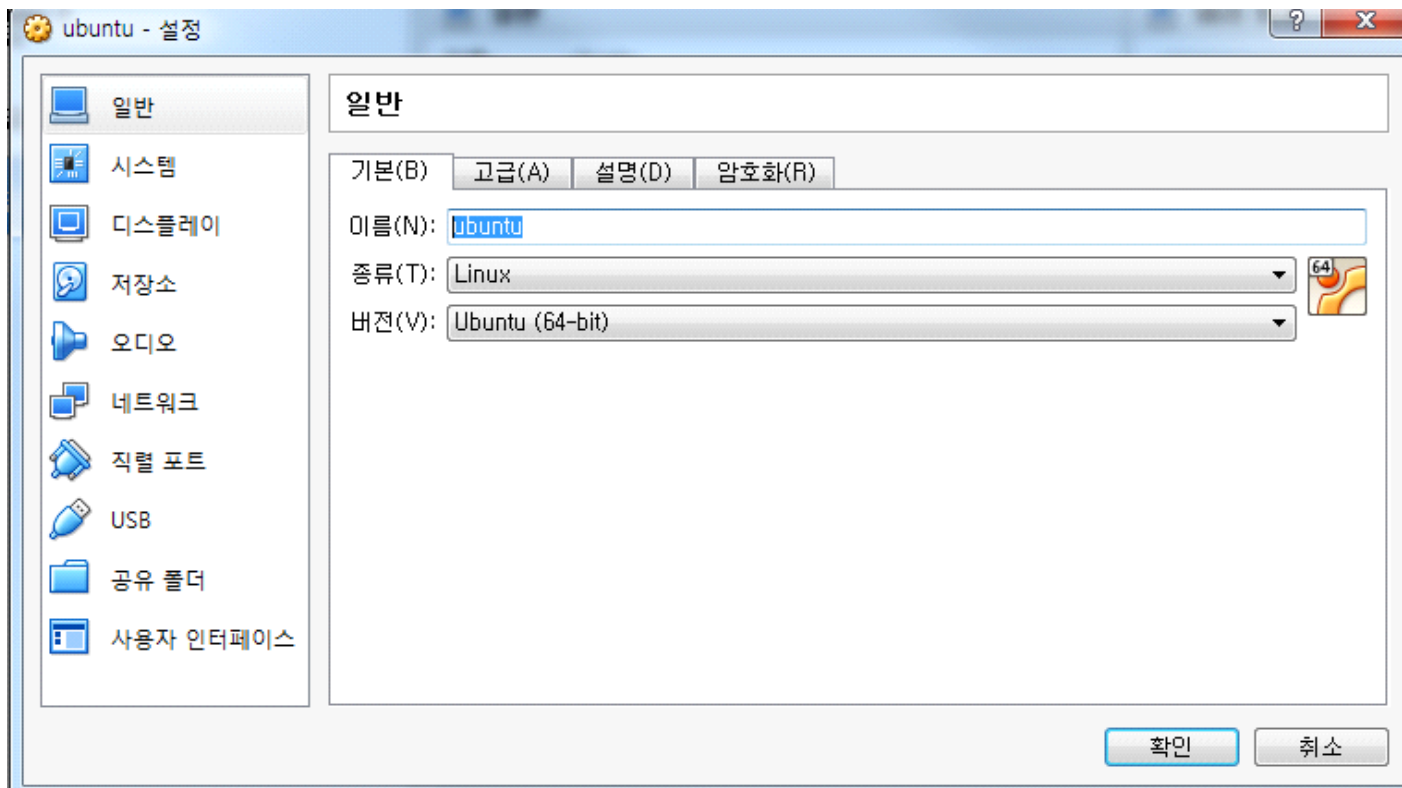 ubuntu - 설정
일반
시스템
디스플레이
저장소
오디오
네트워크
직렬 포트
USB
공유 폴더
사용자 인터페이스
일반
기본(B) 고급(A) 설명(D) 암호화(R)
이름(N): ubuntu
종류(T): Linux
64
버전(V): Ubuntu (64-bit)
확인 취소